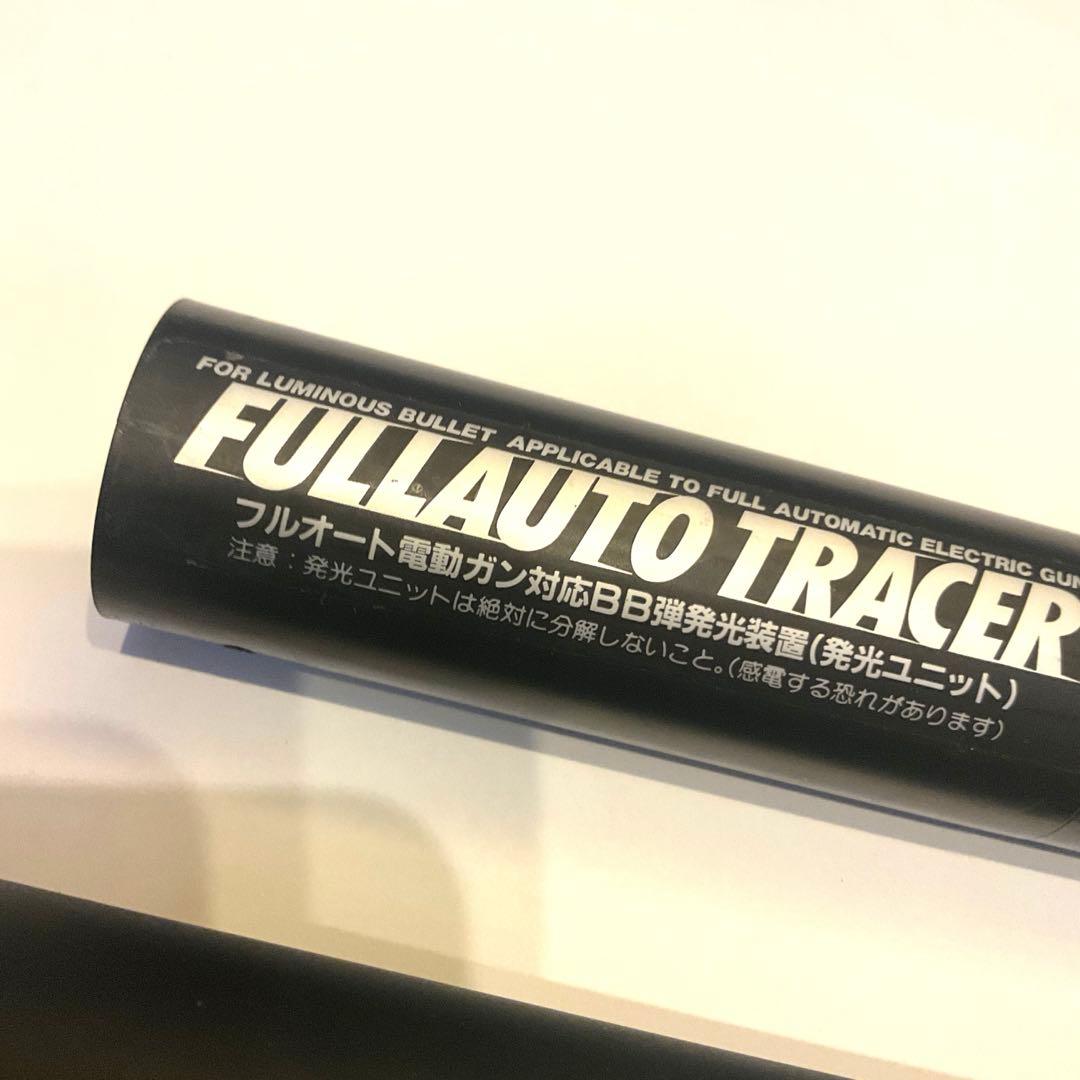 FOR LUMINOUS BULLET APPLICABLE TO FULL AUTOMATIC ELECTRIC GUN
FULLAUTO TRACER
フルオート電動ガン対応BB弾発光装置(発光ユニット)
注意:発光ユニットは絶対に分解しないこと。(感電する恐れがあります)